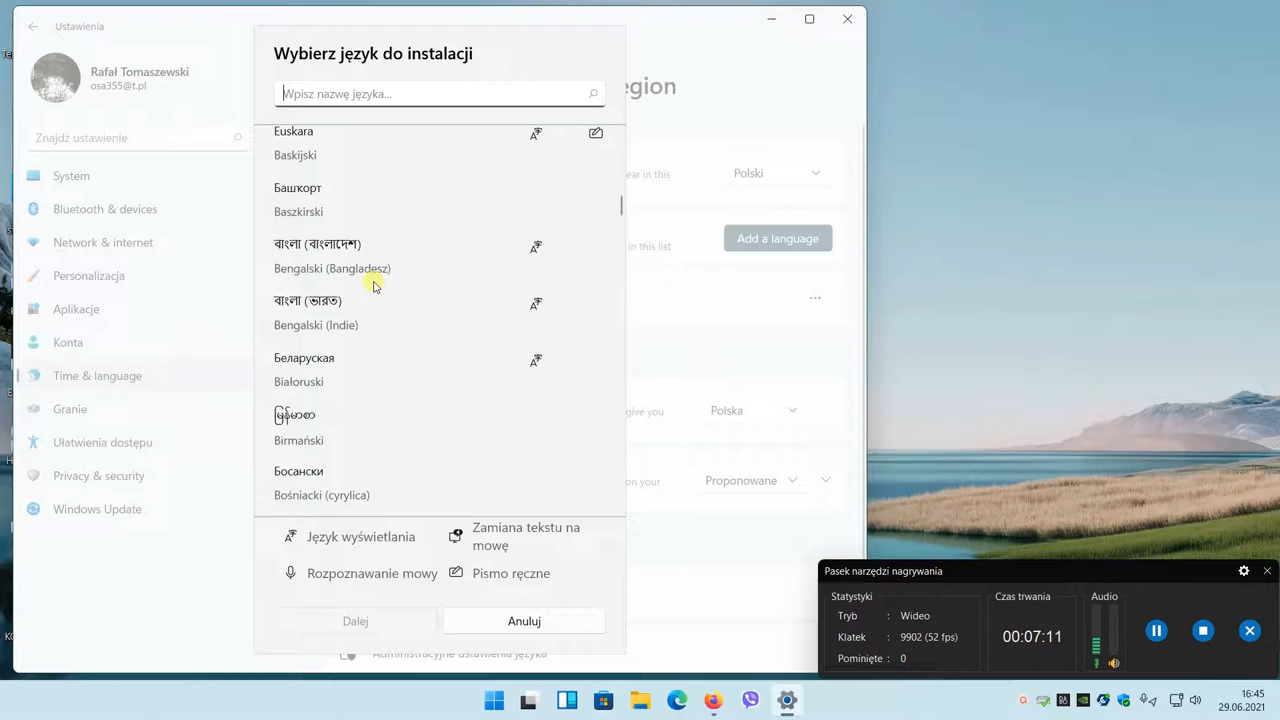 Ustawienia
Rafał Tomaszewski
osa355@t.pl
Znajdź ustawienie
System
Bluetooth & devices
Network & internet
Personalizacja
Aplikacje
Konta
Time & language
Granie
Ułatwienia dostępu
Privacy & security
Windows Update
Wybierz język do instalacji
Wpisz nazwę języka...
Euskara
Baskijski
Башҡорт
Baszkirski
বাংলা (বাংলাদেশ)
Bengalski (Bangladesz)
বাংলা (ভারত)
Bengalski (Indie)
Беларуская
Białoruski
မြန်မာစာ
Birmański
Босански
Bośniacki (cyrylica)
Język wyświetlania
Zamiana tekstu na
mowę
Rozpoznawanie mowy
Pismo ręczne
Dalej
Anuluj
egion
ear in this
Polski
in this list
Add a language
give you
Polska
on your
Proponowane
Administracyjne ustawienia języka
Pasek narzędzi nagrywania
Statystyki
Tryb : Wideo
Klatek : 9902 (52 fps)
Pominięte : 0
Czas trwania
00:07:11
Audio
16:45
29.06.2021